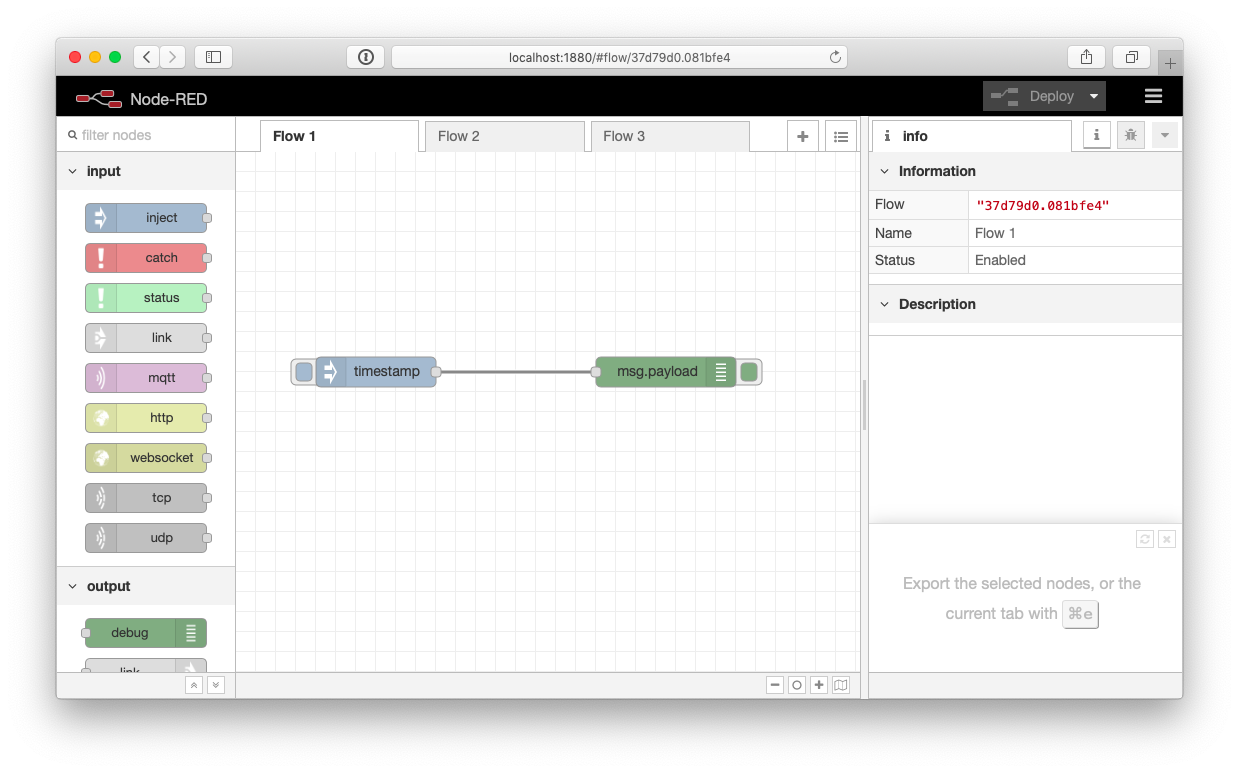 localhost:1880/#flow/37d79d0.081bfe4
Node-RED
Deploy
filter nodes
input
inject
catch
status
link
mqtt
http
websocket
tcp
udp
output
debug
link
Flow 1
Flow 2
Flow 3
timestamp
msg.payload
info
Information
Flow "37d79d0.081bfe4"
Name Flow 1
Status Enabled
Description
Export the selected nodes, or the
current tab with ⌘e